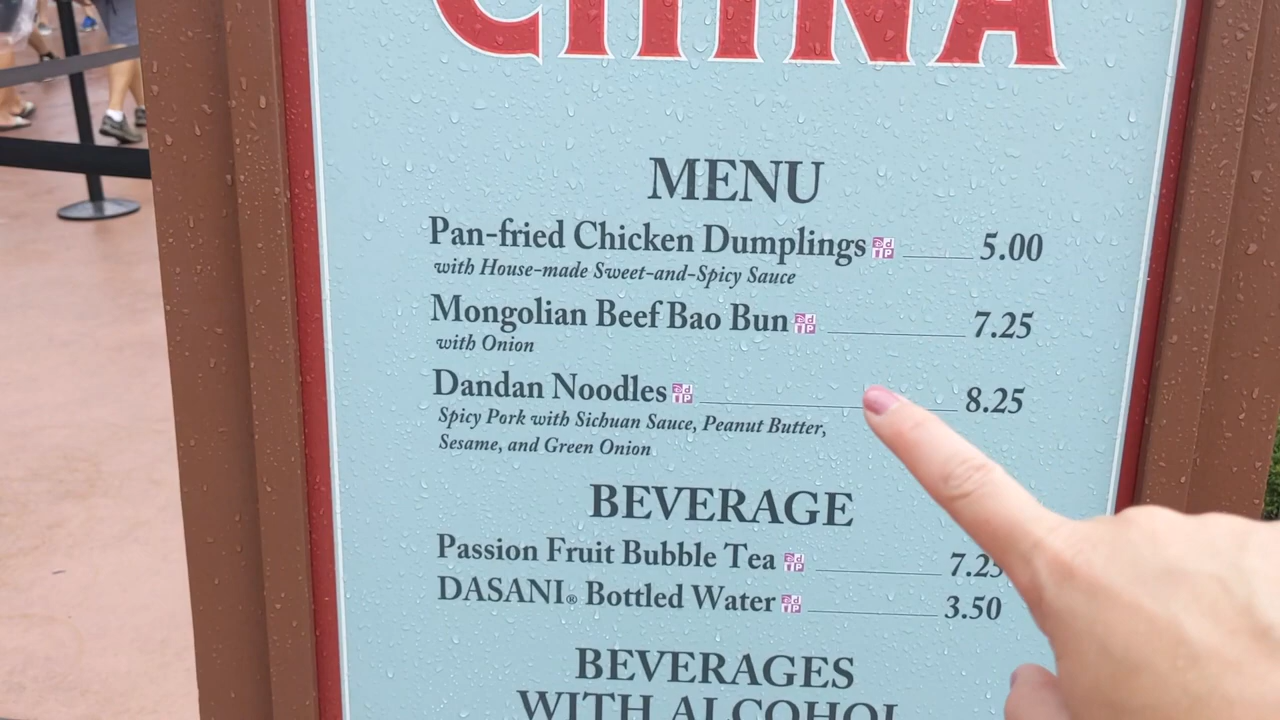 CHINA
MENU
Pan-fried Chicken Dumplings 5.00
with House-made Sweet-and-Spicy Sauce
Mongolian Beef Bao Bun 7.25
with Onion
Dandan Noodles 8.25
Spicy Pork with Sichuan Sauce, Peanut Butter,
Sesame, and Green Onion
BEVERAGE
Passion Fruit Bubble Tea 7.25
DASANI® Bottled Water 3.50
BEVERAGES
WITH ALCOHOL